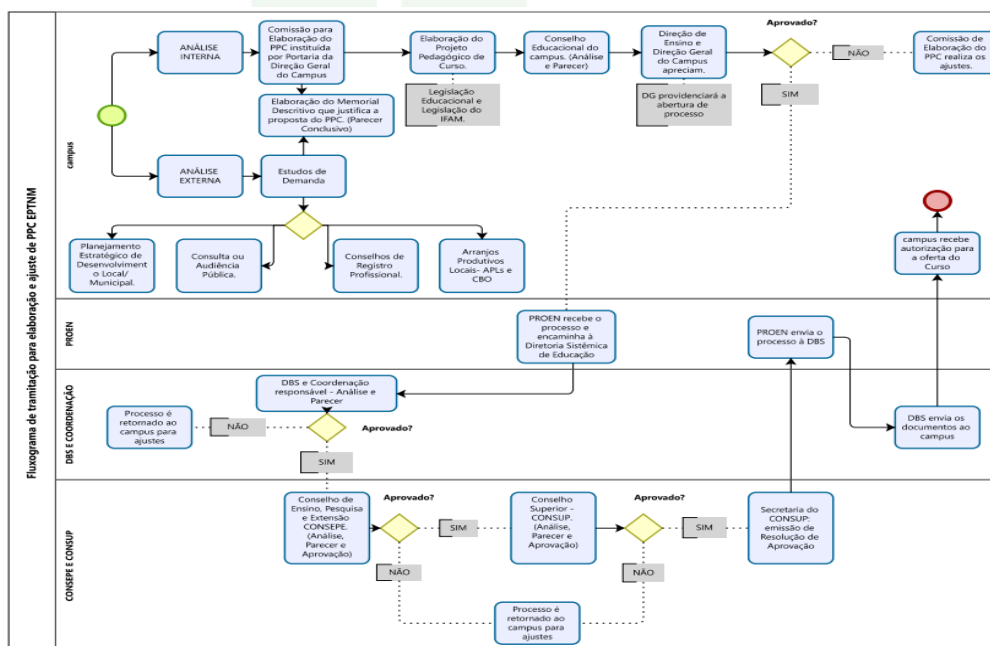 Fluxograma de tramitação para elaboração e ajuste de PPC EPTNM
campus
ANÁLISE
INTERNA
Comissão para
Elaboração do
PPC instituída
por Portaria da
Direção Geral
do Campus
Elaboração do
Projeto
Pedagógico de
Curso.
Conselho
Educacional do
campus. (Análise
e Parecer)
Direção de
Ensino e
Direção Geral
do Campus
apreciam.
Aprovado?
NÃO
Comissão de
Elaboração do
PPC realiza os
ajustes.
Legislação
Educacional e
Legislação do
IFAM.
DG providenciará a
abertura de
processo
SIM
Elaboração do Memorial
Descritivo que justifica a
proposta do PPC. (Parecer
Conclusivo)
ANÁLISE
EXTERNA
Estudos de
Demanda
Planejamento
Estratégico de
Desenvolviment
o Local/
Municipal.
Consulta ou
Audiência
Pública.
Conselhos de
Registro
Profissional.
Arranjos
Produtivos
Locais- APLs e
CBO
campus recebe
autorização para
a oferta do
Curso
PROEN
PROEN recebe o
processo e
encaminha à
Diretoria Sistêmica
de Educação
PROEN envia o
processo à DBS
DBS E COORDENAÇÃO
DBS e Coordenação
responsável - Análise e
Parecer
Processo é
retornado ao
campus para
ajustes
NÃO
Aprovado?
SIM
DBS envia os
documentos ao
campus
CONSEPE E CONSUP
Conselho de
Ensino, Pesquisa
e Extensão
CONSEPE.
(Análise,
Parecer e
Aprovação)
Aprovado?
SIM
NÃO
Conselho
Superior -
CONSUP.
(Análise,
Parecer e
Aprovação)
Aprovado?
SIM
NÃO
Secretaria do
CONSUP:
emissão de
Resolução de
Aprovação
Processo é
retornado ao
campus para
ajustes